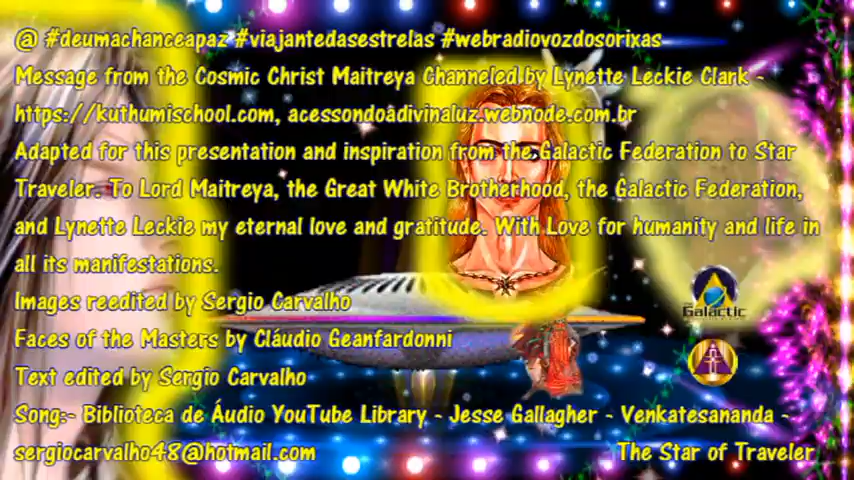 @ #deumachanceapaz #viajantedasestrelas #webradiovozdosorixas
Message from the Cosmic Christ Maitreya Channeled by Lynette Leckie Clark -
https://kuthumischool.com, acessondoadivinaluz.webnode.com.br
Adapted for this presentation and inspiration from the Galactic Federation to Star
Traveler. To Lord Maitreya, the Great White Brotherhood, the Galactic Federation,
and Lynette Leckie my eternal love and gratitude. With Love for humanity and life in
all its manifestations.
Images reedited by Sergio Carvalho
Galactic
Faces of the Masters by Cláudio Geanfardonni
Text edited by Sergio Carvalho
Song:- Biblioteca de Áudio YouTube Library - Jesse Gallagher - Venkatesananda -
sergiocarvalho48@hotmail.com The Star of Traveler